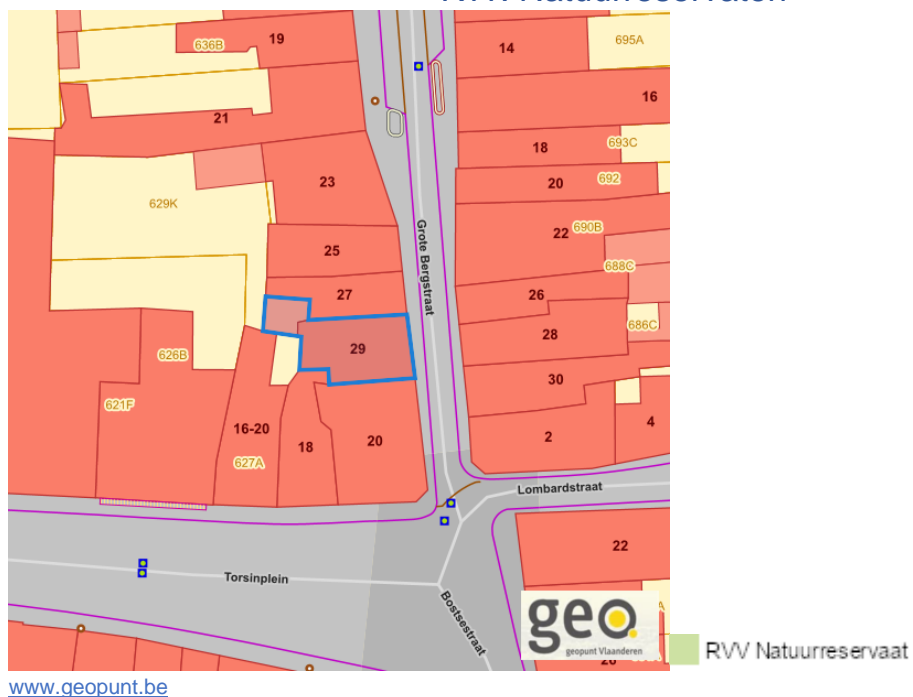 636B
19
14
695A
16
21
18
693C
23
20
692
629K
22
690B
25
688C
Grote Bergstraat
27
26
686C
28
29
626B
30
621F
16-20
4
20
2
18
627A
Lombardstraat
22
Torsinplein
Bostsestraat
geo
geopunt Vlaanderen
RVV Natuurreservaat
www.geopunt.be